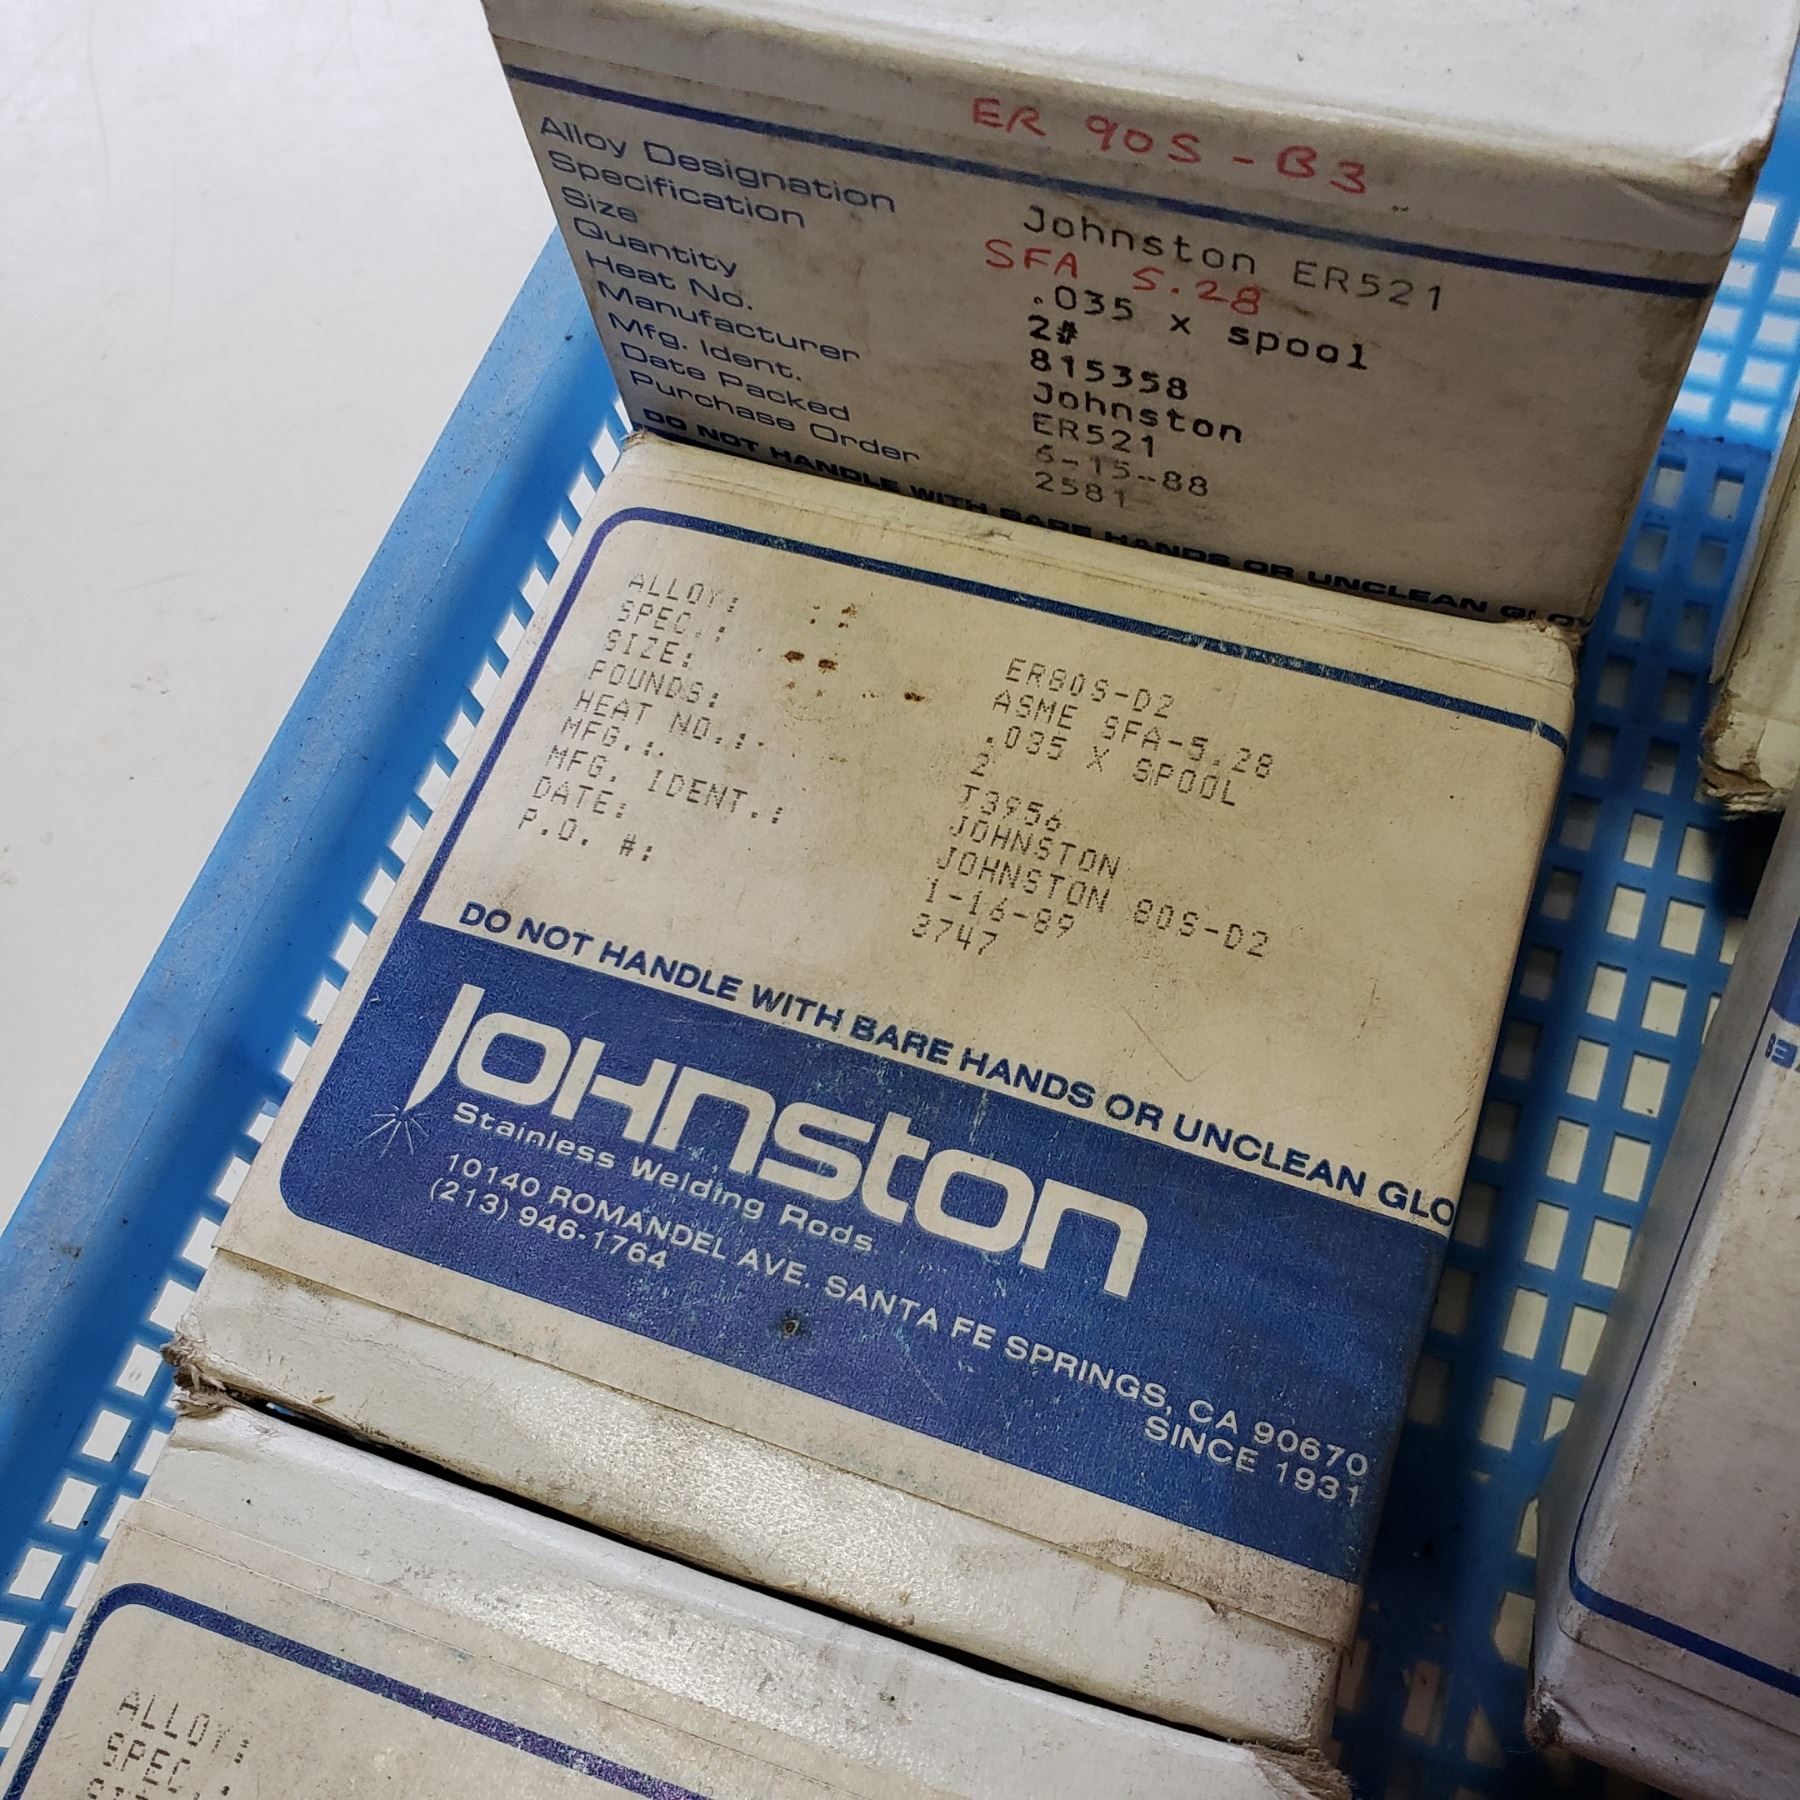 ER 90S-B3
Alloy Designation Johnston ER521
Specification SFA 5.28
Size .035 x spool
Quantity 2#
Heat No. 815358
Manufacturer Johnston
Mfg. Ident. ER521
Date Packed 6-15-88
Purchase Order 2581
DO NOT HANDLE WITH BARE HANDS OR UNCLEAN
ALLOY: ER80S-D2
SPEC.: ASME SFA-5.28
SIZE: .035 X SPOOL
POUNDS: 2
HEAT NO.: T3956
MFG.: JOHNSTON
MFG. IDENT.: JOHNSTON 80S-D2
DATE: 1-16-89
P.O. #: 3747
DO NOT HANDLE WITH BARE HANDS OR UNCLEAN GLO
Johnston
Stainless Welding Rods
10140 ROMANDEL AVE. SANTA FE SPRINGS, CA 90670
(213) 946-1764 SINCE 1931
ALLOY:
SPEC.: